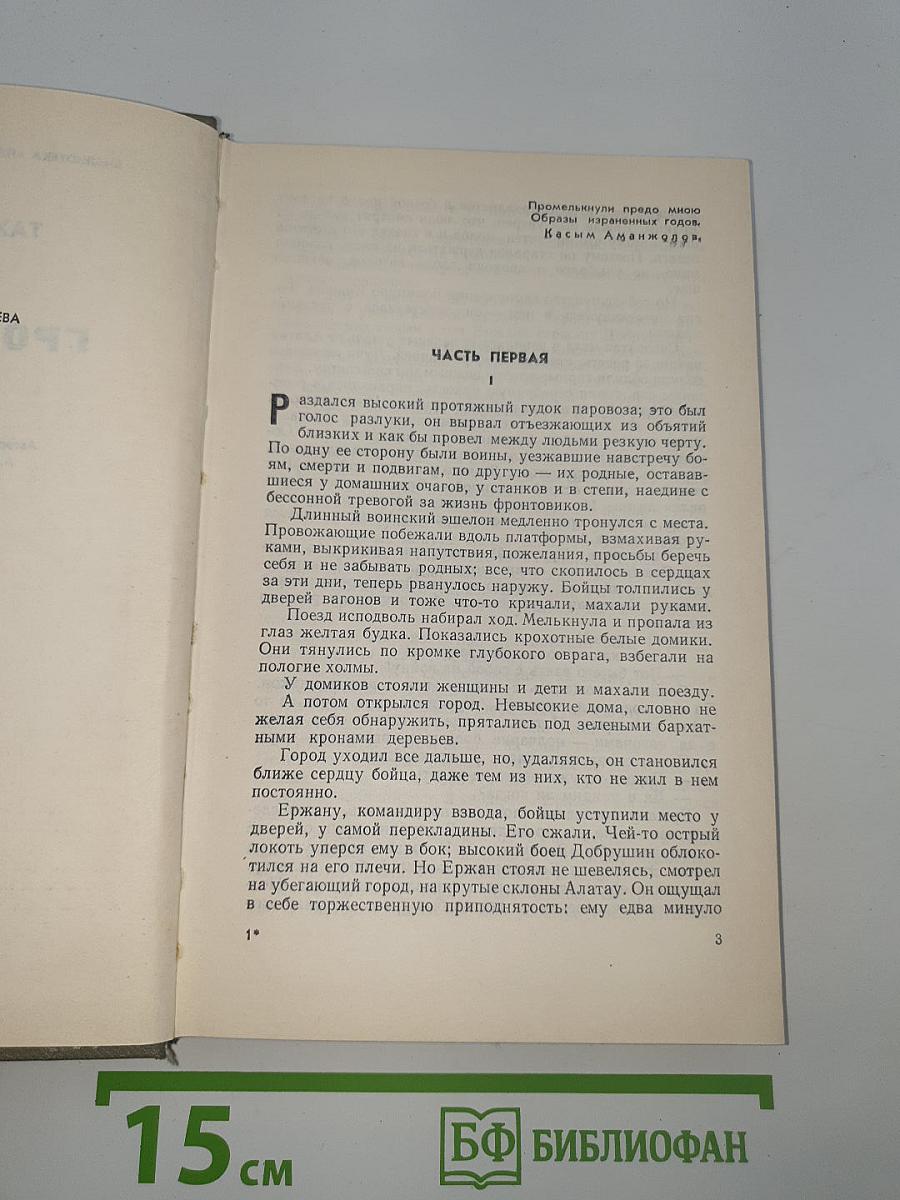 ЕВА
Промелькнули предо мною
Образы израненных годов.
Касым Аманжолов.
ЧАСТЬ ПЕРВАЯ
I
Раздался высокий протяжный гудок паровоза; это был
голос разлуки, он вырвал отъезжающих из объятий
близких и как бы провел между людьми резкую черту.
По одну ее сторону были воины, уезжавшие навстречу бо-
ям, смерти и подвигам, по другую — их родные, оставав-
шиеся у домашних очагов, у станков и в степи, наедине с
бессонной тревогой за жизнь фронтовиков.
Длинный воинский эшелон медленно тронулся с места.
Провожающие побежали вдоль платформы, взмахивая ру-
ками, выкрикивая напутствия, пожелания, просьбы беречь
себя и не забывать родных; все, что скопилось в сердцах
за эти дни, теперь рванулось наружу. Бойцы толпились у
дверей вагонов и тоже что-то кричали, махали руками.
Поезд исподволь набирал ход. Мелькнула и пропала из
глаз желтая будка. Показались крохотные белые домики.
Они тянулись по кромке глубокого оврага, взбегали на
пологие холмы.
У домиков стояли женщины и дети и махали поезду.
А потом открылся город. Невысокие дома, словно не
желая себя обнаружить, прятались под зелеными бархат-
ными кронами деревьев.
Город уходил все дальше, но, удаляясь, он становился
ближе сердцу бойца, даже тем из них, кто не жил в нем
постоянно.
Ержану, командиру взвода, бойцы уступили место у
дверей, у самой перекладины. Его сжали. Чей-то острый
локоть уперся ему в бок; высокий боец Добрушин облоко-
тился на его плечи. Но Ержан стоял не шевелясь, смотрел
на убегающий город, на крутые склоны Алатау. Он ощущал
в себе торжественную приподнятость: ему едва минуло
1*
3
15 см
БФ БИБЛИОФАН